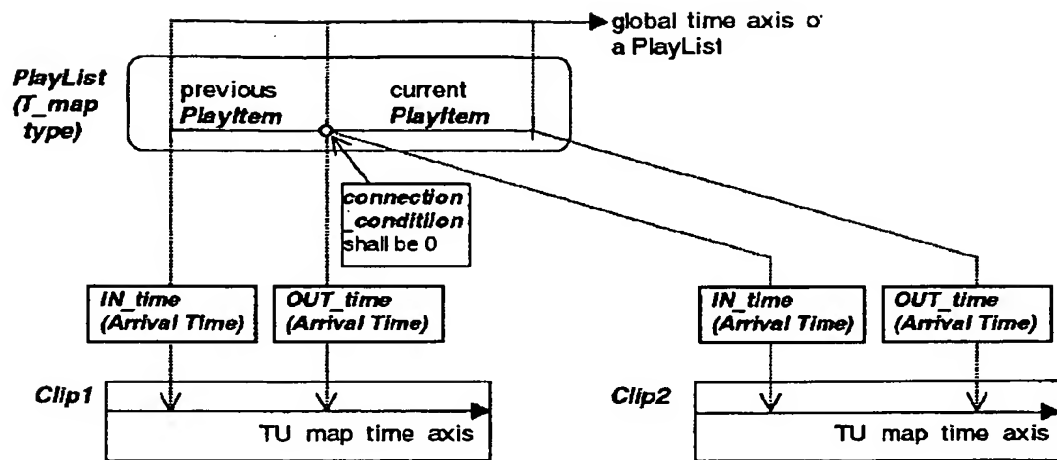 global time axis o
a PlayList
PlayList
(T_map
type)
previous
PlayItem
current
PlayItem
connection
_conditilon
shall be 0
IN_time
(Arrival Time)
OUT_time
(Arrival Time)
IN_time
(Arrival Time)
OUT_time
(Arrival Time)
Clip1
TU map time axis
Clip2
TU map time axis